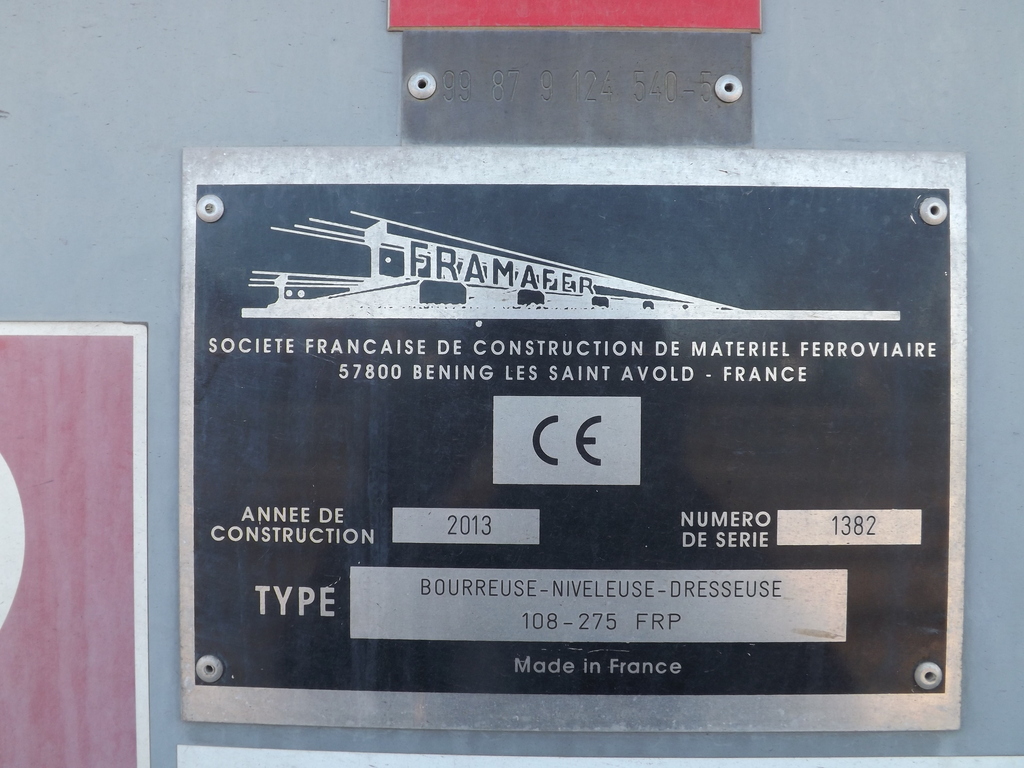 99 87 9 124 540-5
FRAMAFER
SOCIETE FRANCAISE DE CONSTRUCTION DE MATERIEL FERROVIAIRE
57800 BENING LES SAINT AVOLD - FRANCE
CE
ANNEE DE
CONSTRUCTION
2013
NUMERO
DE SERIE
1382
TYPE
BOURREUSE-NIVELEUSE-DRESSEUSE
108-275 FRP
Made in France